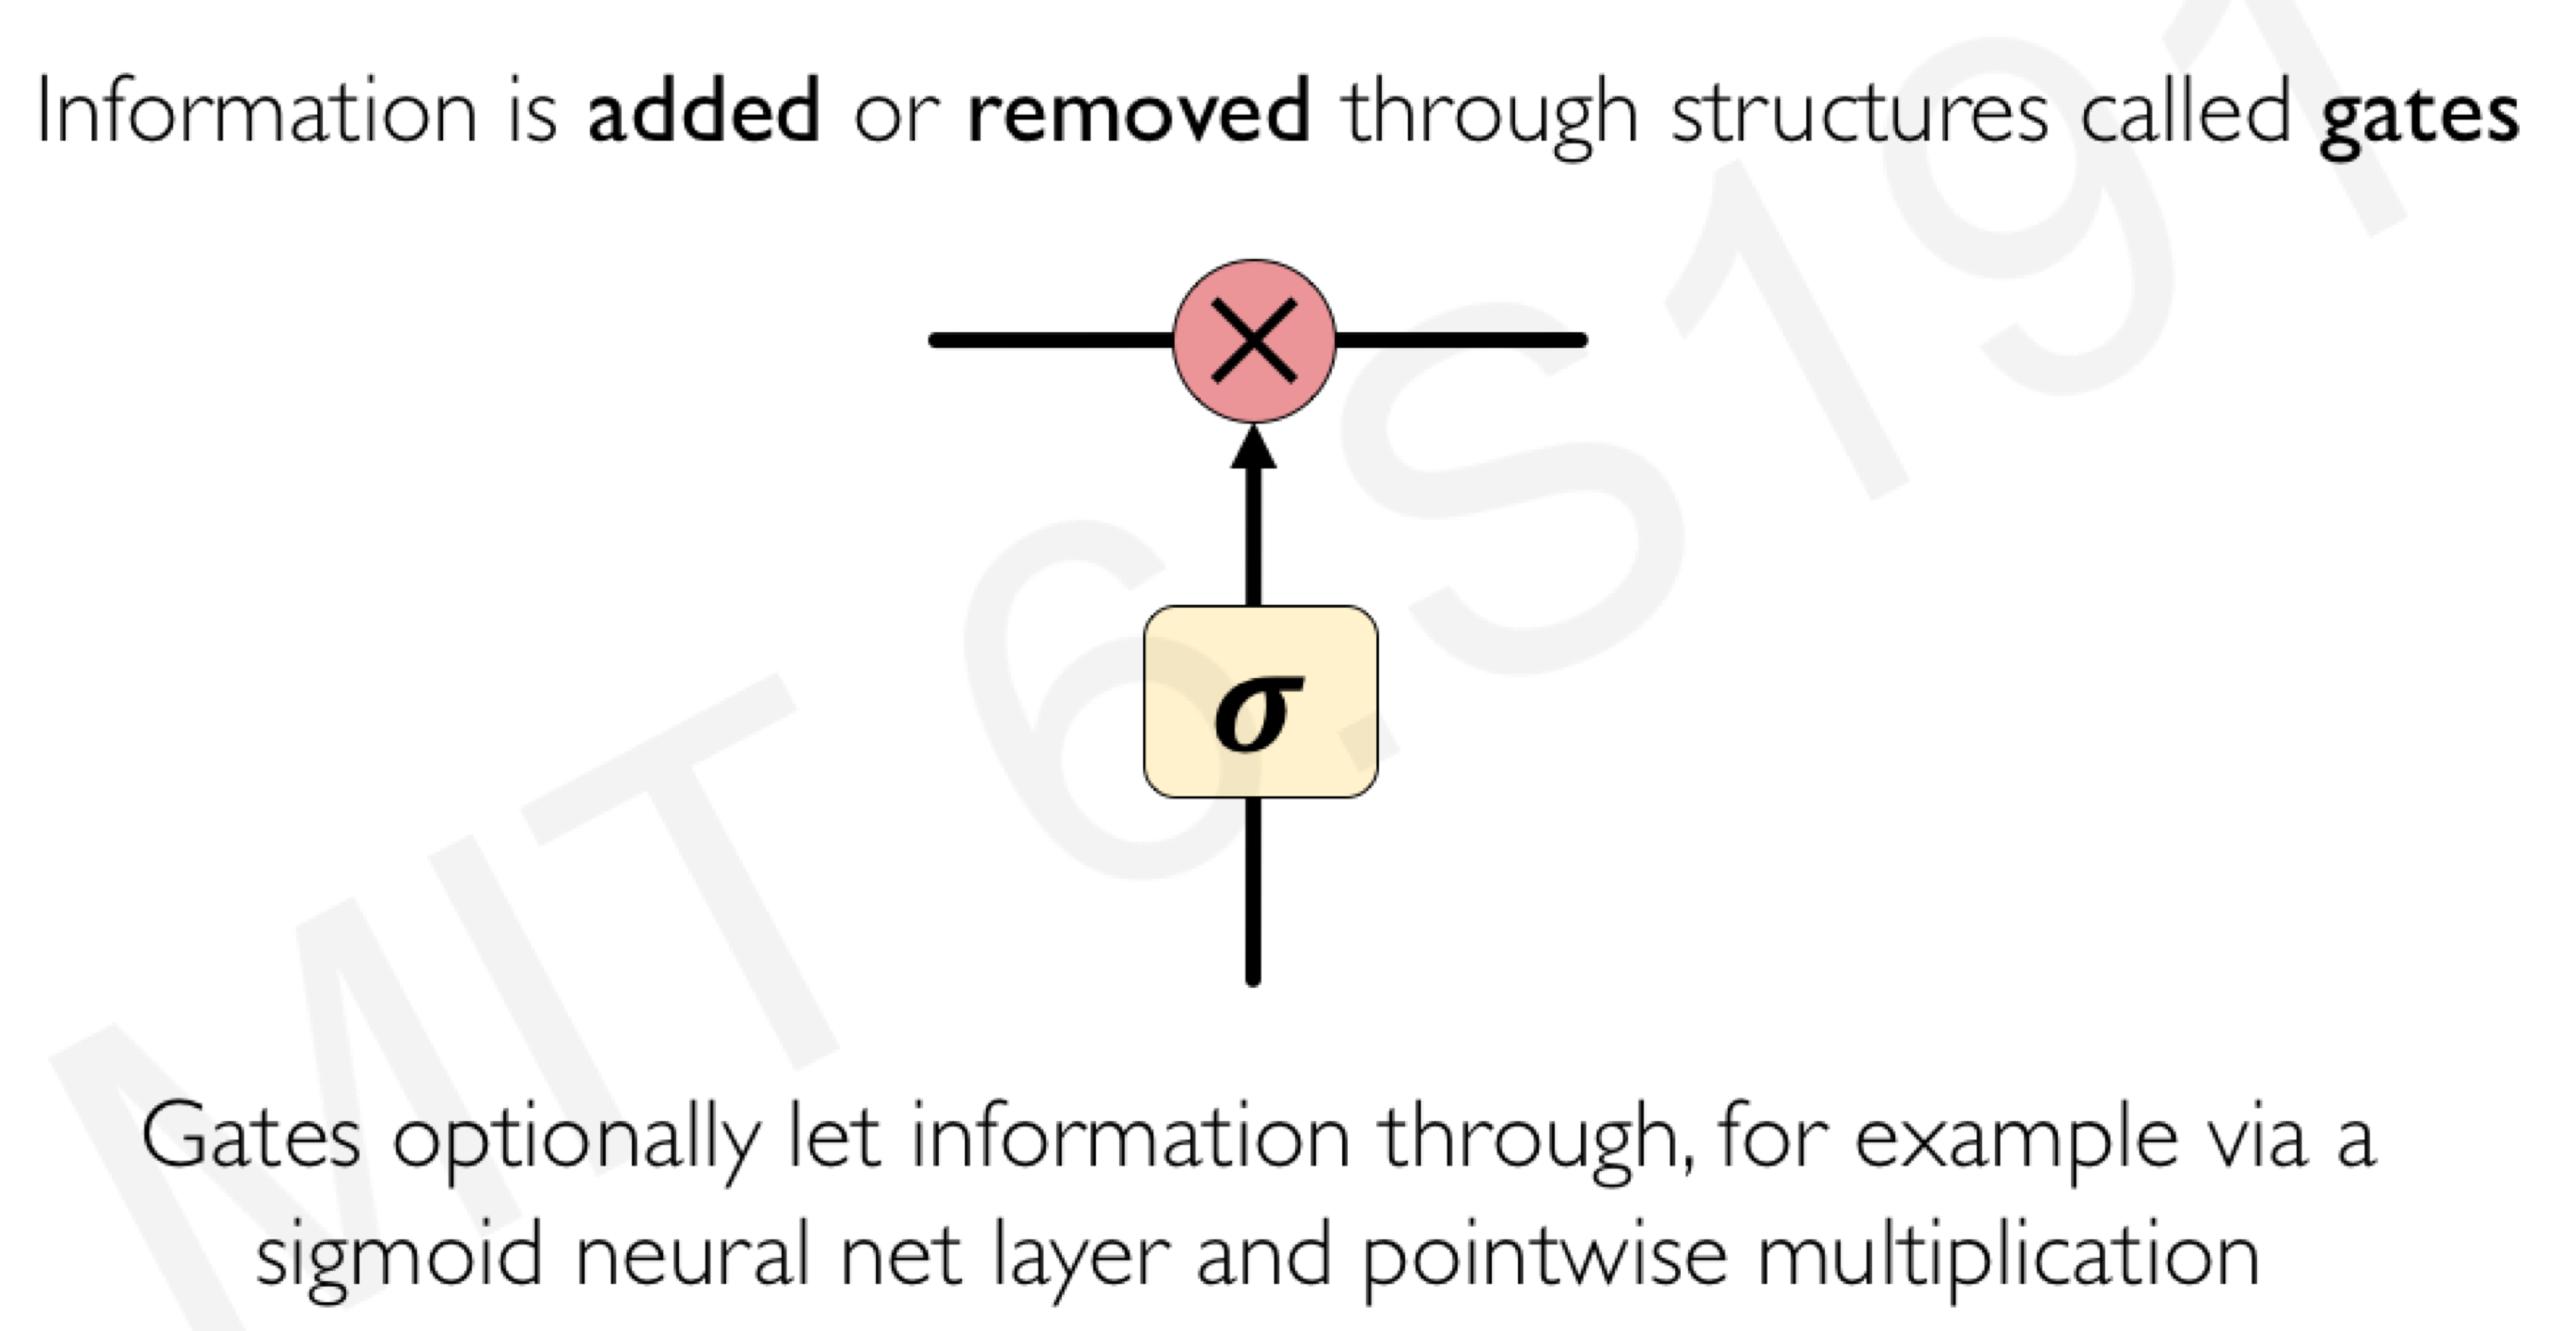 Information is added or removed through structures called gates
σ
Gates optionally let information through, for example via a
sigmoid neural net layer and pointwise multiplication
MIT 6.S191